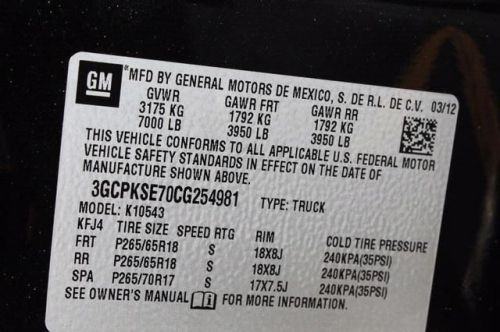 GM MFD BY GENERAL MOTORS DE MEXICO, S. DE R.L. DE C.V. 03/12
GVWR GAWR FRT GAWR RR
3175 KG 1792 KG 1792 KG
7000 LB 3950 LB 3950 LB
THIS VEHICLE CONFORMS TO ALL APPLICABLE U.S. FEDERAL MOTOR
VEHICLE SAFETY STANDARDS IN EFFECT ON THE DATE OF
MANUFACTURE SHOWN ABOVE.
3GCPKSE70CG254981 TYPE: TRUCK
MODEL: K10543
KFJ4 TIRE SIZE SPEED RTG RIM COLD TIRE PRESSURE
FRT P265/65R18 S 18X8J 240KPA(35PSI)
RR P265/65R18 S 18X8J 240KPA(35PSI)
SPA P265/70R17 S 17X7.5J 240KPA(35PSI)
SEE OWNER'S MANUAL FOR MORE INFORMATION.